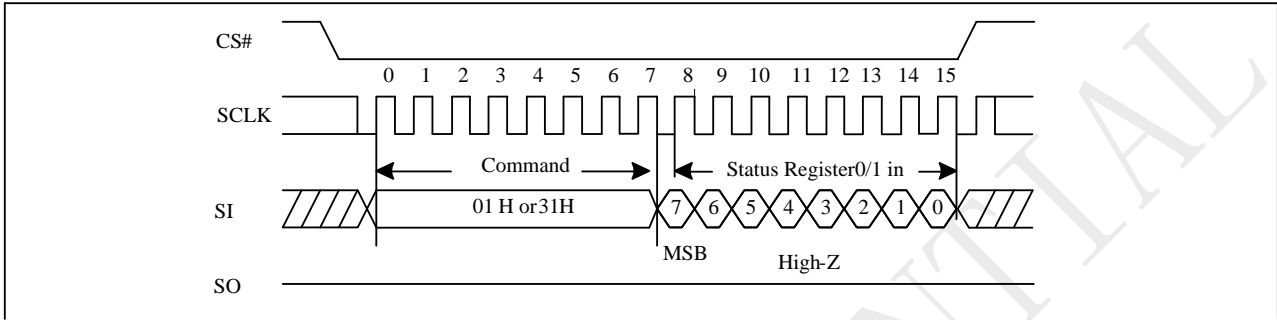 CS#
0 1 2 3 4 5 6 7 8 9 10 11 12 13 14 15
SCLK
Command Status Register0/1 in
SI 01 H or31H 7 6 5 4 3 2 1 0
MSB High-Z
SO
NTIAL